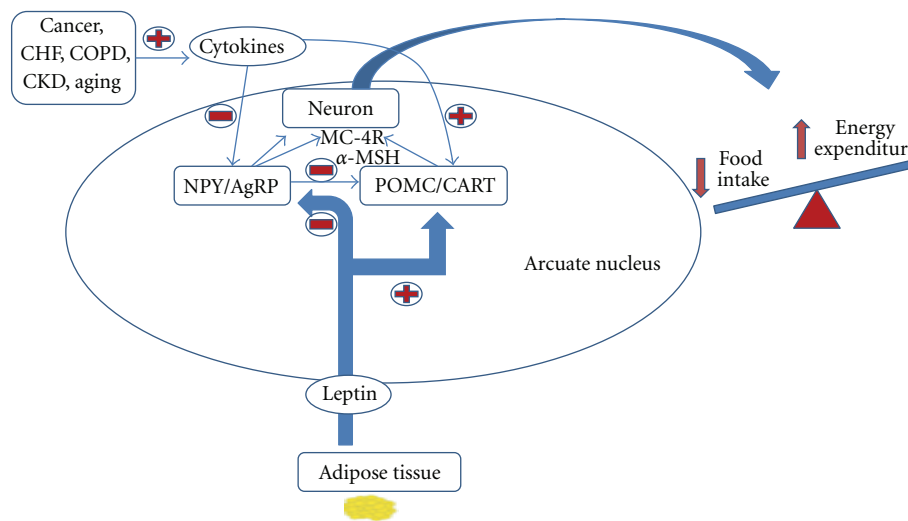 Cancer,
CHF, COPD,
CKD, aging
Cytokines
Neuron
MC-4R
α-MSH
NPY/AgRP
POMC/CART
Food
intake
Energy
expenditur
Arcuate nucleus
Leptin
Adipose tissue